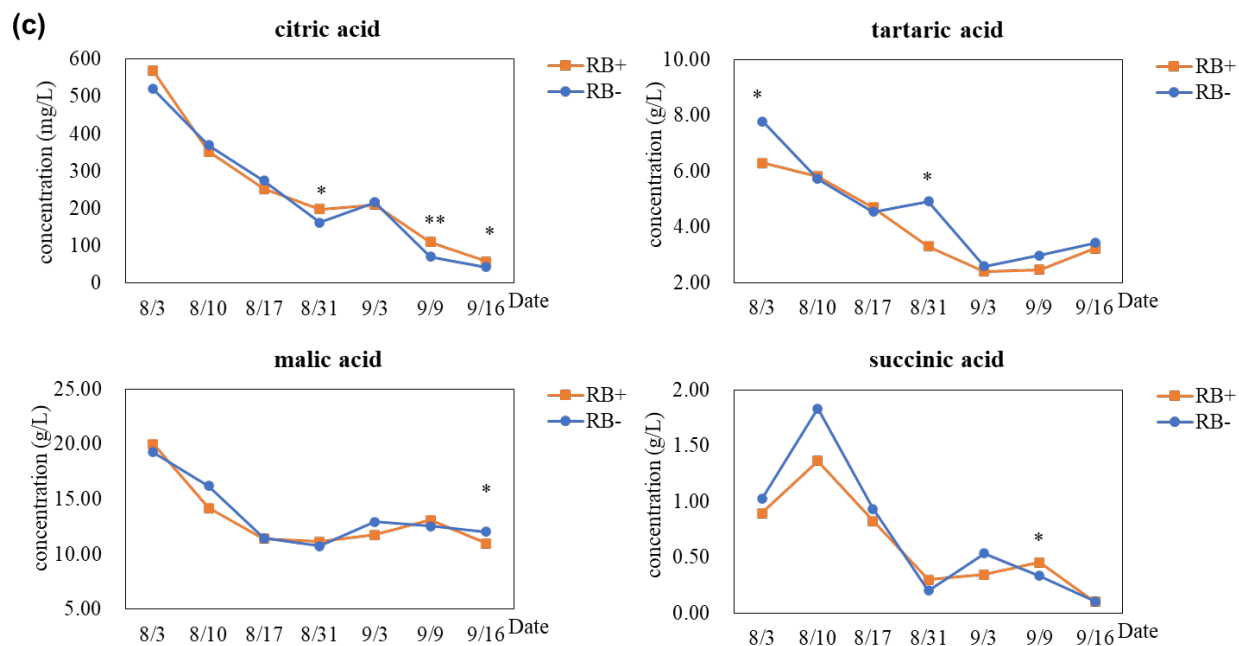 (c)
citric acid
concentration (mg/L)
600
500
400
300
200
100
0
*
**
*
8/3 8/10 8/17 8/31 9/3 9/9 9/16 Date
RB+
RB-
tartaric acid
concentration (g/L)
10.00
8.00
6.00
4.00
2.00
*
*
8/3 8/10 8/17 8/31 9/3 9/9 9/16 Date
RB+
RB-
malic acid
concentration (g/L)
25.00
20.00
15.00
10.00
5.00
*
8/3 8/10 8/17 8/31 9/3 9/9 9/16 Date
RB+
RB-
succinic acid
concentration (g/L)
2.00
1.50
1.00
0.50
0.00
*
8/3 8/10 8/17 8/31 9/3 9/9 9/16 Date
RB+
RB-